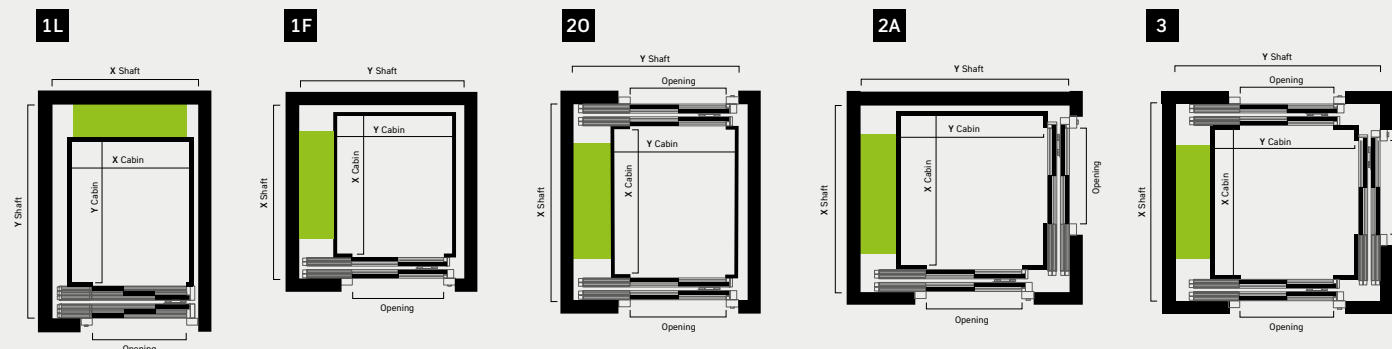 1L
1F
2O
2A
3
X Shaft
Y Shaft
X Cabin
Y Cabin
Opening
Y Shaft
X Shaft
Y Cabin
X Cabin
Opening
Y Shaft
Opening
X Shaft
Y Cabin
X Cabin
Opening
Y Shaft
X Shaft
Y Cabin
X Cabin
Opening
Opening
Y Shaft
Opening
X Shaft
Y Cabin
X Cabin
Opening